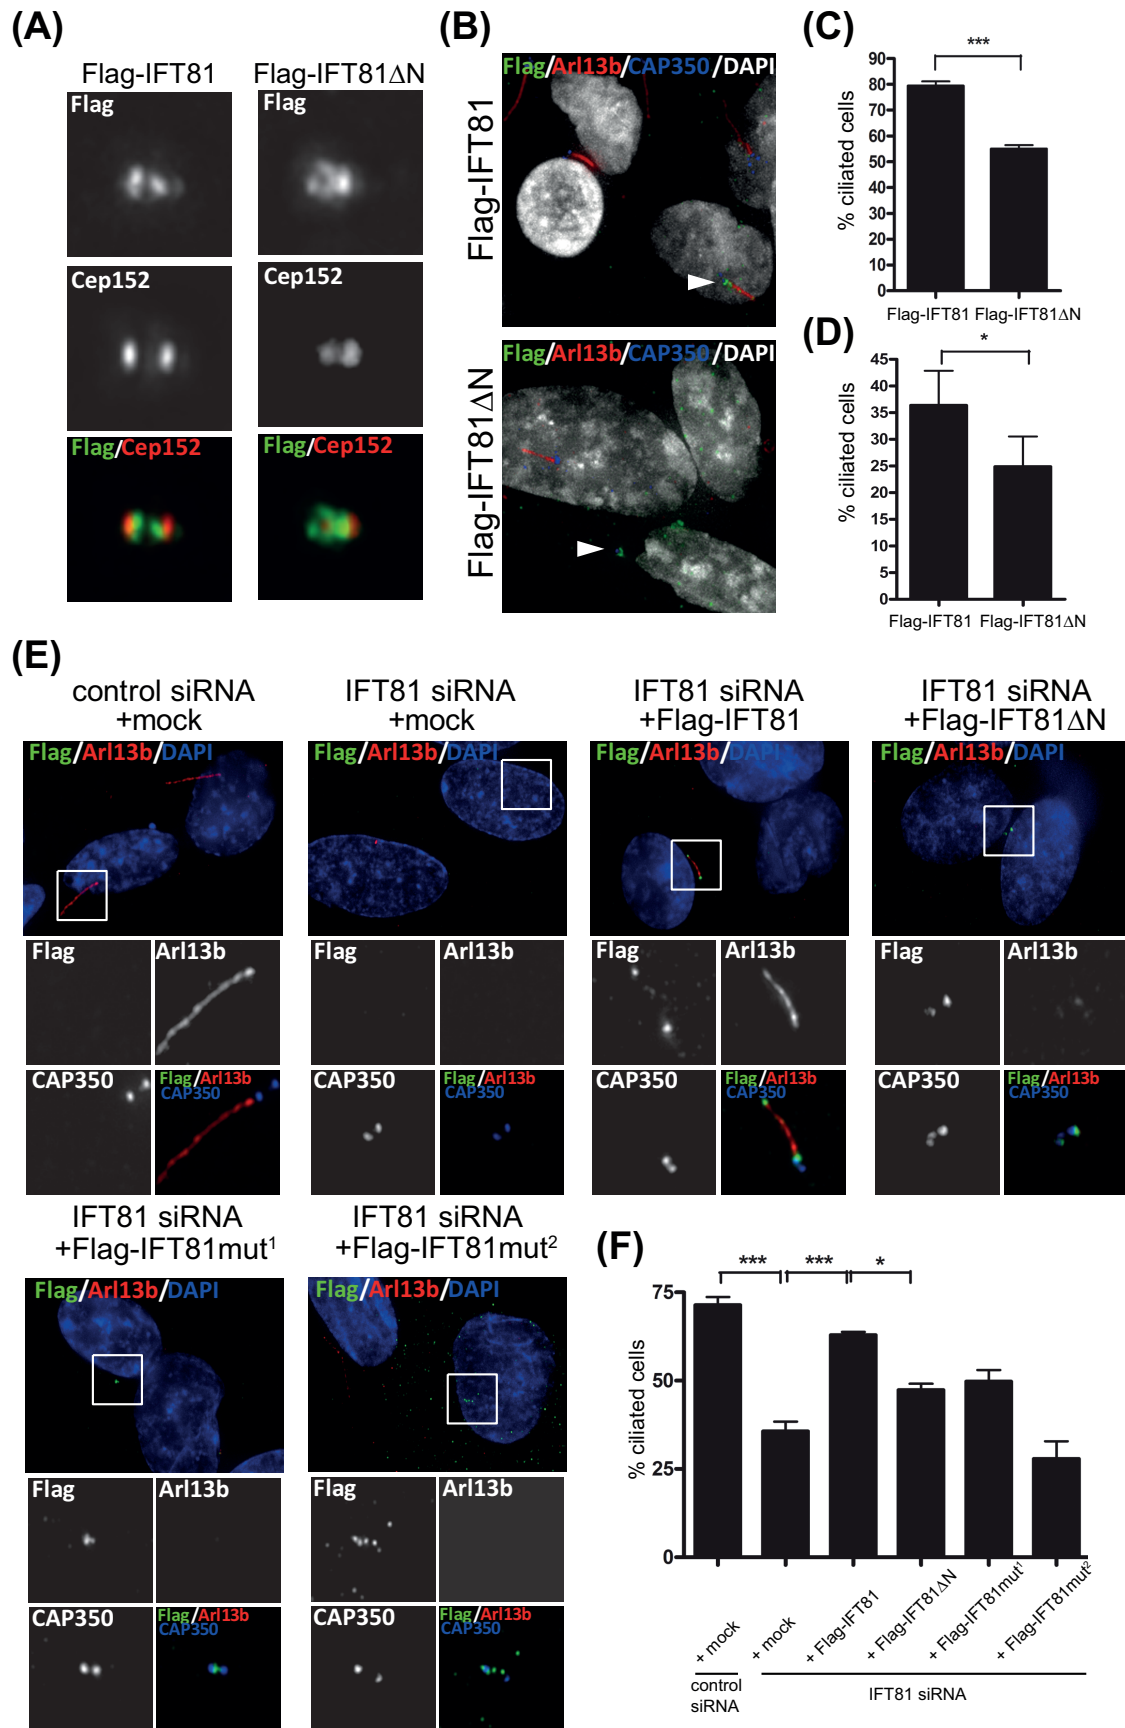 (A)
Flag-IFT81 Flag-IFT81ΔN
Flag
Cep152
Flag/Cep152
Flag/Cep152
(B)
Flag-IFT81
Flag/Arl13b/CAP350/DAPI
Flag-IFT81ΔN
Flag/Arl13b/CAP350/DAPI
(C)
***
% ciliated cells
90
80
70
60
50
40
30
20
10
0
Flag-IFT81 Flag-IFT81ΔN
(D)
*
% ciliated cells
45
40
35
30
25
20
15
10
5
0
Flag-IFT81 Flag-IFT81ΔN
(E)
control siRNA
+mock
Flag/Arl13b/DAPI
Flag Arl13b
CAP350 Flag/Arl13b
CAP350
IFT81 siRNA
+mock
Flag/Arl13b/DAPI
Flag Arl13b
CAP350 Flag/Arl13b
CAP350
IFT81 siRNA
+Flag-IFT81
Flag/Arl13b/DAPI
Flag Arl13b
CAP350 Flag/Arl13b
CAP350
IFT81 siRNA
+Flag-IFT81ΔN
Flag/Arl13b/DAPI
Flag Arl13b
CAP350 Flag/Arl13b
CAP350
IFT81 siRNA
+Flag-IFT81mut¹
Flag/Arl13b/DAPI
Flag Arl13b
CAP350 Flag/Arl13b
CAP350
IFT81 siRNA
+Flag-IFT81mut²
Flag/Arl13b/DAPI
Flag Arl13b
CAP350 Flag/Arl13b
CAP350
(F)
*** *** *
% ciliated cells
75
50
25
0
+ mock
+ mock
+ Flag-IFT81
+ Flag-IFT81ΔN
+ Flag-IFT81mut¹
+ Flag-IFT81mut²
control
siRNA
IFT81 siRNA